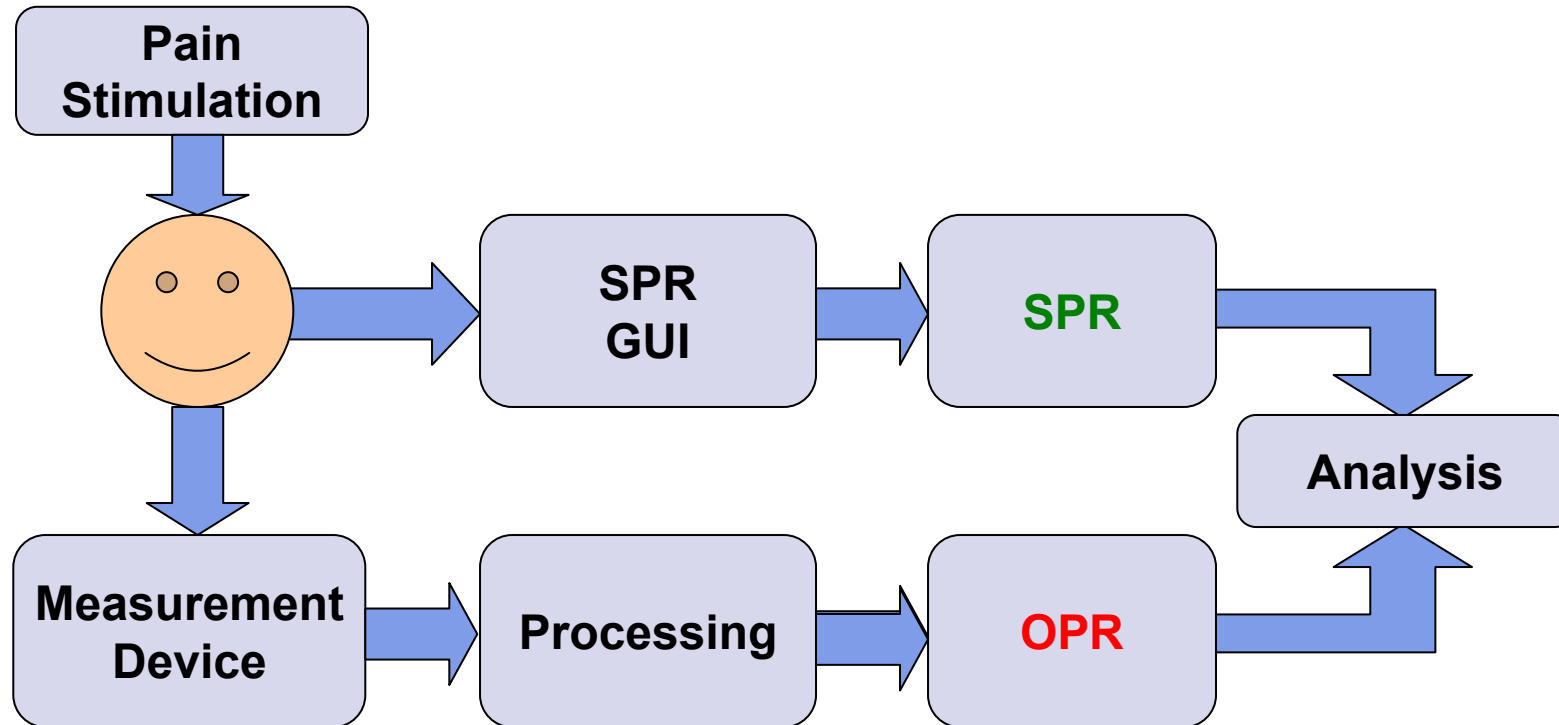 Pain
Stimulation
SPR
GUI
SPR
Analysis
Measurement
Device
Processing
OPR